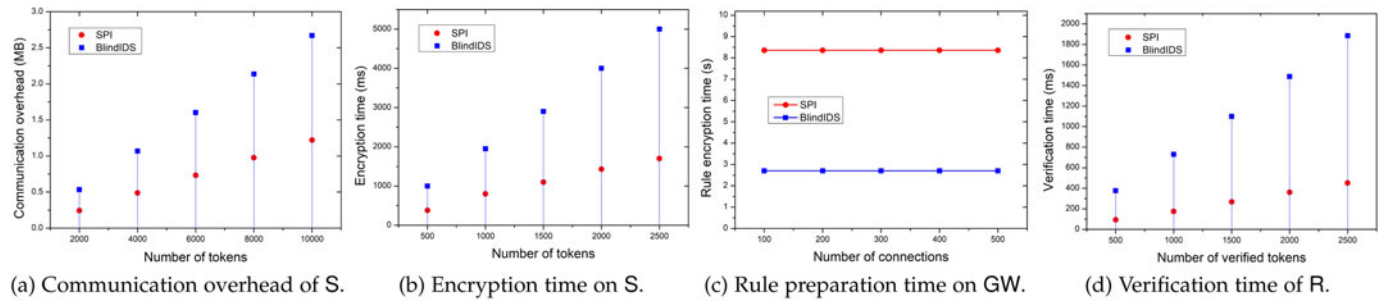 3.0
2.5
2.0
1.5
1.0
0.5
0.0
Communication overhead (MB)
SPI
BlindIDS
2000 4000 6000 8000 10000
Number of tokens
(a) Communication overhead of S.
5000
4000
3000
2000
1000
0
Encryption time (ms)
SPI
BlindIDS
500 1000 1500 2000 2500
Number of tokens
(b) Encryption time on S.
10
9
8
7
6
5
4
3
2
1
0
Rule encryption time (s)
SPI
BlindIDS
100 200 300 400 500
Number of connections
(c) Rule preparation time on GW.
2000
1800
1600
1400
1200
1000
800
600
400
200
0
Verification time (ms)
SPI
BlindIDS
500 1000 1500 2000 2500
Number of verified tokens
(d) Verification time of R.